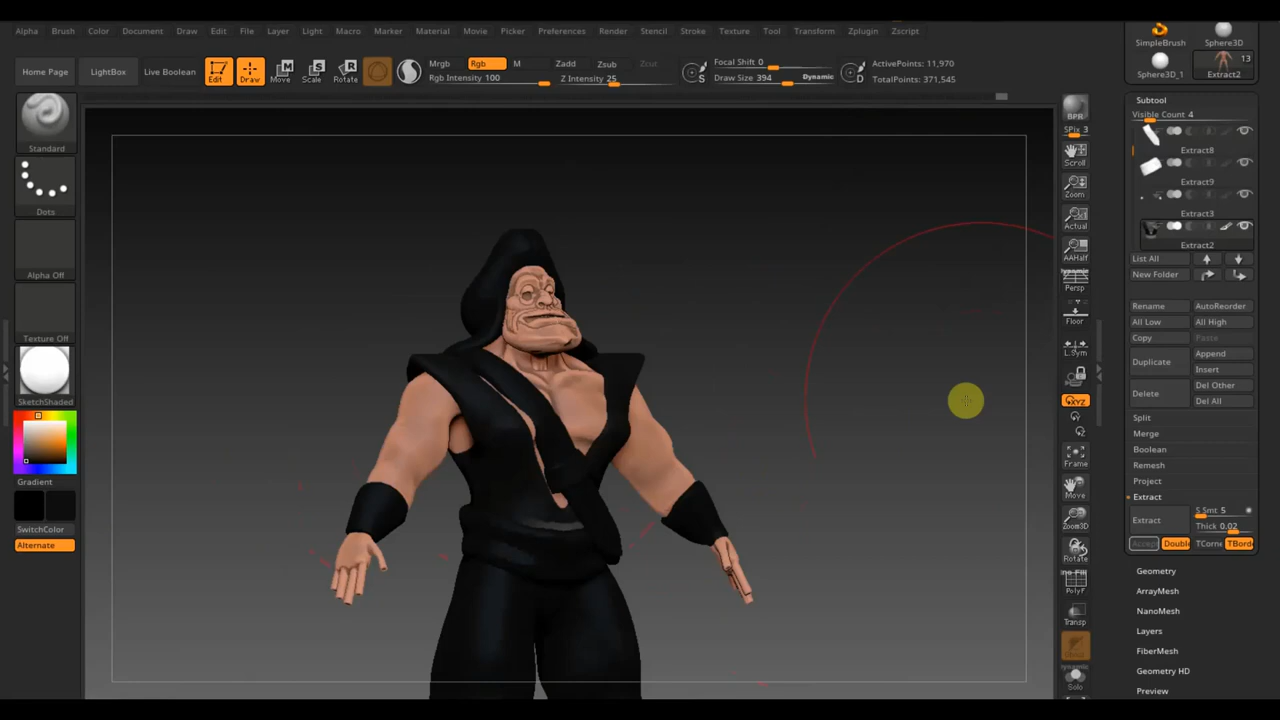 Alpha Brush Color Document Draw Edit File Layer Light Macro Marker Material Movie Picker Preferences Render Stencil Stroke Texture Tool Transform Zplugin Zscript
SimpleBrush Sphere3D
13
Sphere3D_1 Extract2
Home Page LightBox Live Boolean Edit Draw Move Scale Rotate
Mrgb Rgb M Zadd Zsub Zcut
Rgb Intensity 100 Z Intensity 25
S Focal Shift 0
Draw Size 394 Dynamic
D ActivePoints: 11,970
TotalPoints: 371,545
Standard
Dots
Alpha Off
Texture Off
SketchShaded
Gradient
SwitchColor
Alternate
BPR
SPix 3
Scroll
Zoom
Actual
AAHalf
Dynamic
Persp
Floor
L.Sym
XYZ
Frame
Move
Zoom3D
Rotate
PolyF
Transp
Dynamic
Solo
Subtool
Visible Count 4
Extract8
Extract9
Extract3
Extract2
List All
New Folder
Rename AutoReorder
All Low All High
Copy Paste
Duplicate Append
Insert
Delete Del Other
Del All
Split
Merge
Boolean
Remesh
Project
Extract
Extract S Smt 5
Thick 0.02
Accept Double TCorne TBorde
Geometry
ArrayMesh
NanoMesh
Layers
FiberMesh
Geometry HD
Preview